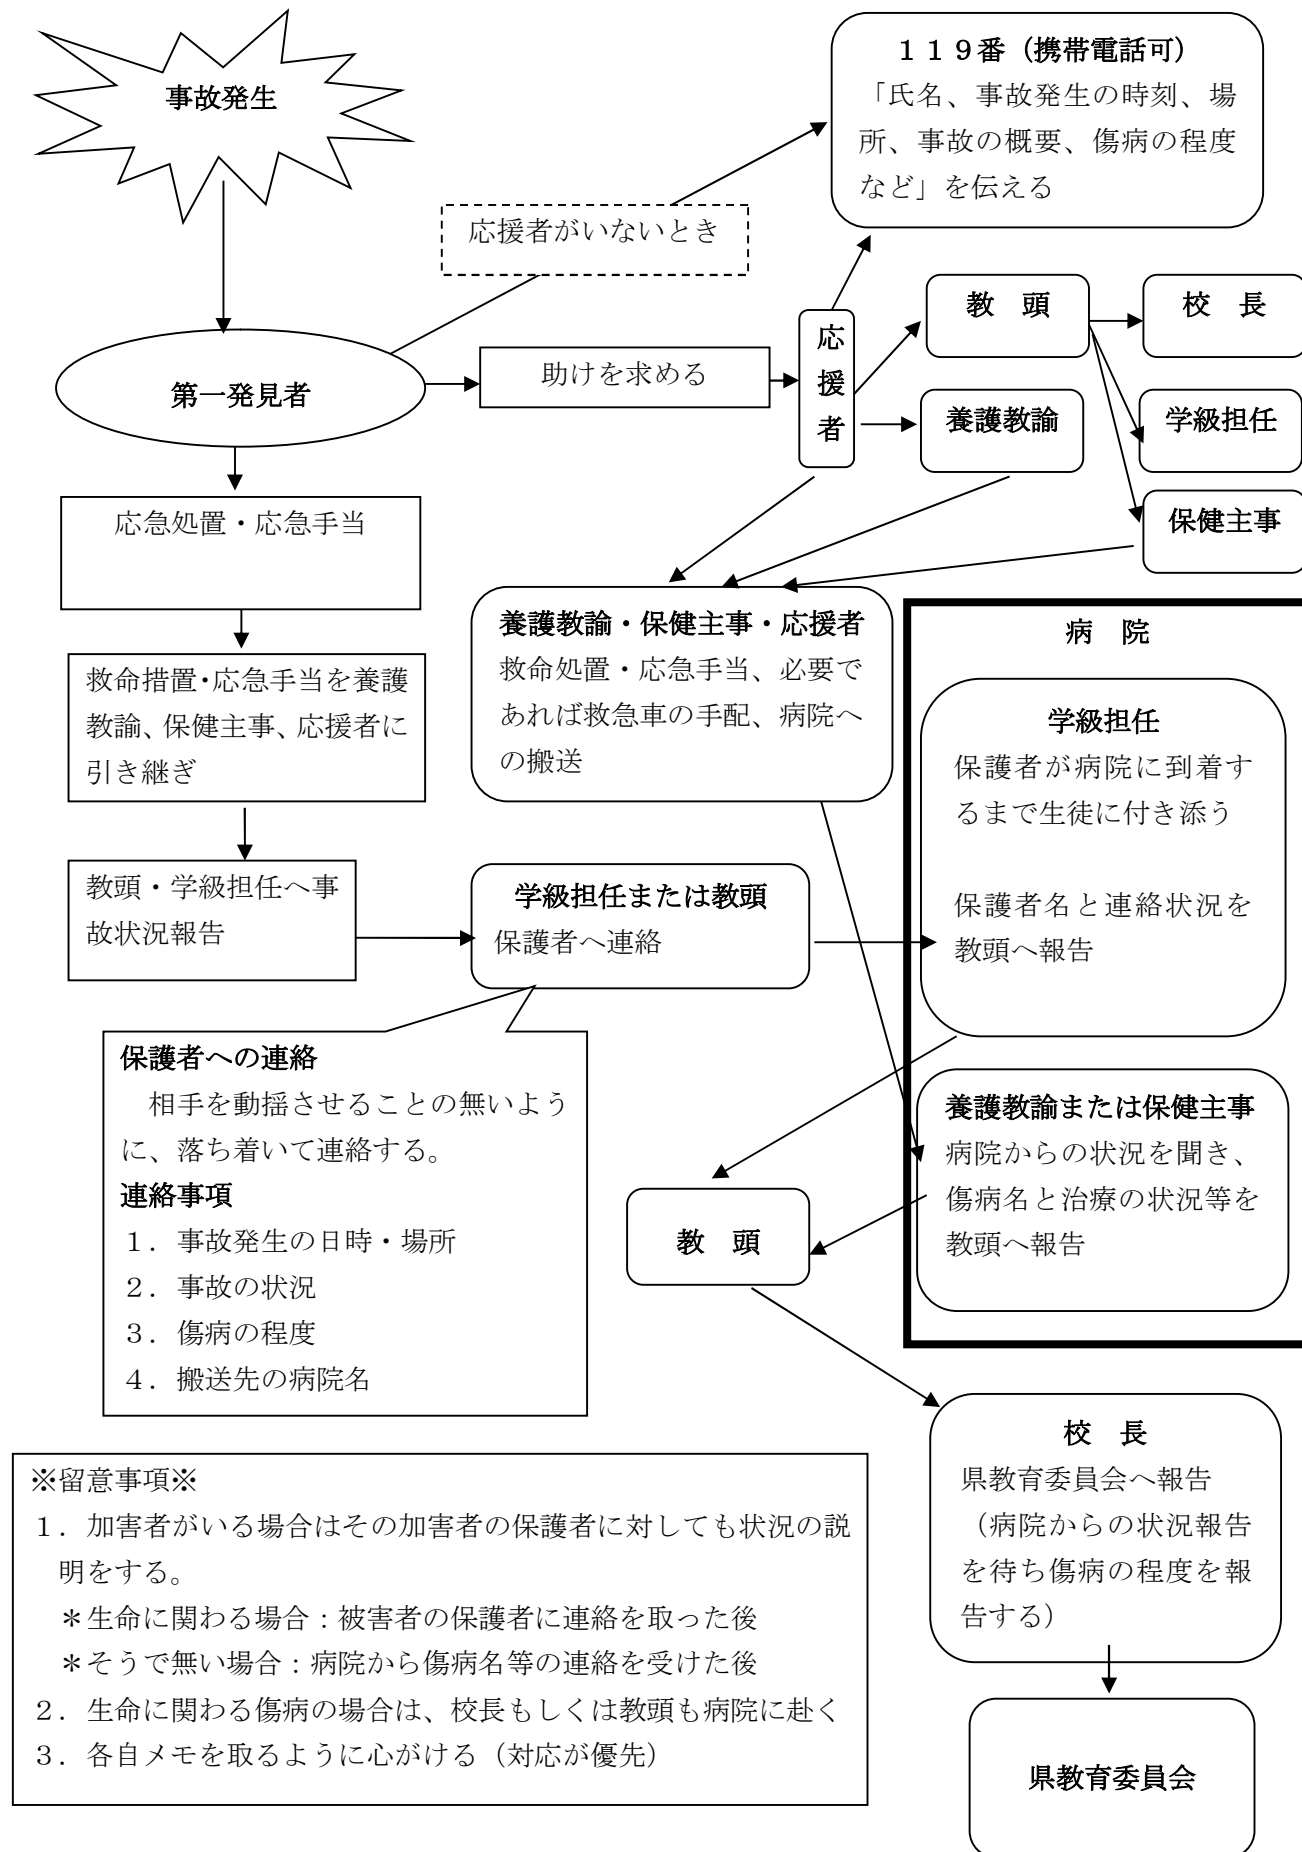 事故発生
１１９番（携帯電話可）
「氏名、事故発生の時刻、場
所、事故の概要、傷病の程度
など」を伝える
応援者がいないとき
第一発見者
助けを求める
応
援
者
教　頭
校　長
養護教諭
学級担任
保健主事
応急処置・応急手当
救命措置・応急手当を養護
教諭、保健主事、応援者に
引き継ぎ
養護教諭・保健主事・応援者
救命処置・応急手当、必要で
あれば救急車の手配、病院へ
の搬送
病　院
学級担任
保護者が病院に到着す
るまで生徒に付き添う
保護者名と連絡状況を
教頭へ報告
教頭・学級担任へ事
故状況報告
学級担任または教頭
保護者へ連絡
保護者への連絡
　相手を動揺させることの無いよう
に、落ち着いて連絡する。
連絡事項
１．事故発生の日時・場所
２．事故の状況
３．傷病の程度
４．搬送先の病院名
養護教諭または保健主事
病院からの状況を聞き、
傷病名と治療の状況等を
教頭へ報告
教　頭
校　長
県教育委員会へ報告
（病院からの状況報告
を待ち傷病の程度を報
告する）
※留意事項※
１．加害者がいる場合はその加害者の保護者に対しても状況の説
明をする。
＊生命に関わる場合：被害者の保護者に連絡を取った後
＊そうで無い場合：病院から傷病名等の連絡を受けた後
２．生命に関わる傷病の場合は、校長もしくは教頭も病院に赴く
３．各自メモを取るように心がける（対応が優先）
県教育委員会